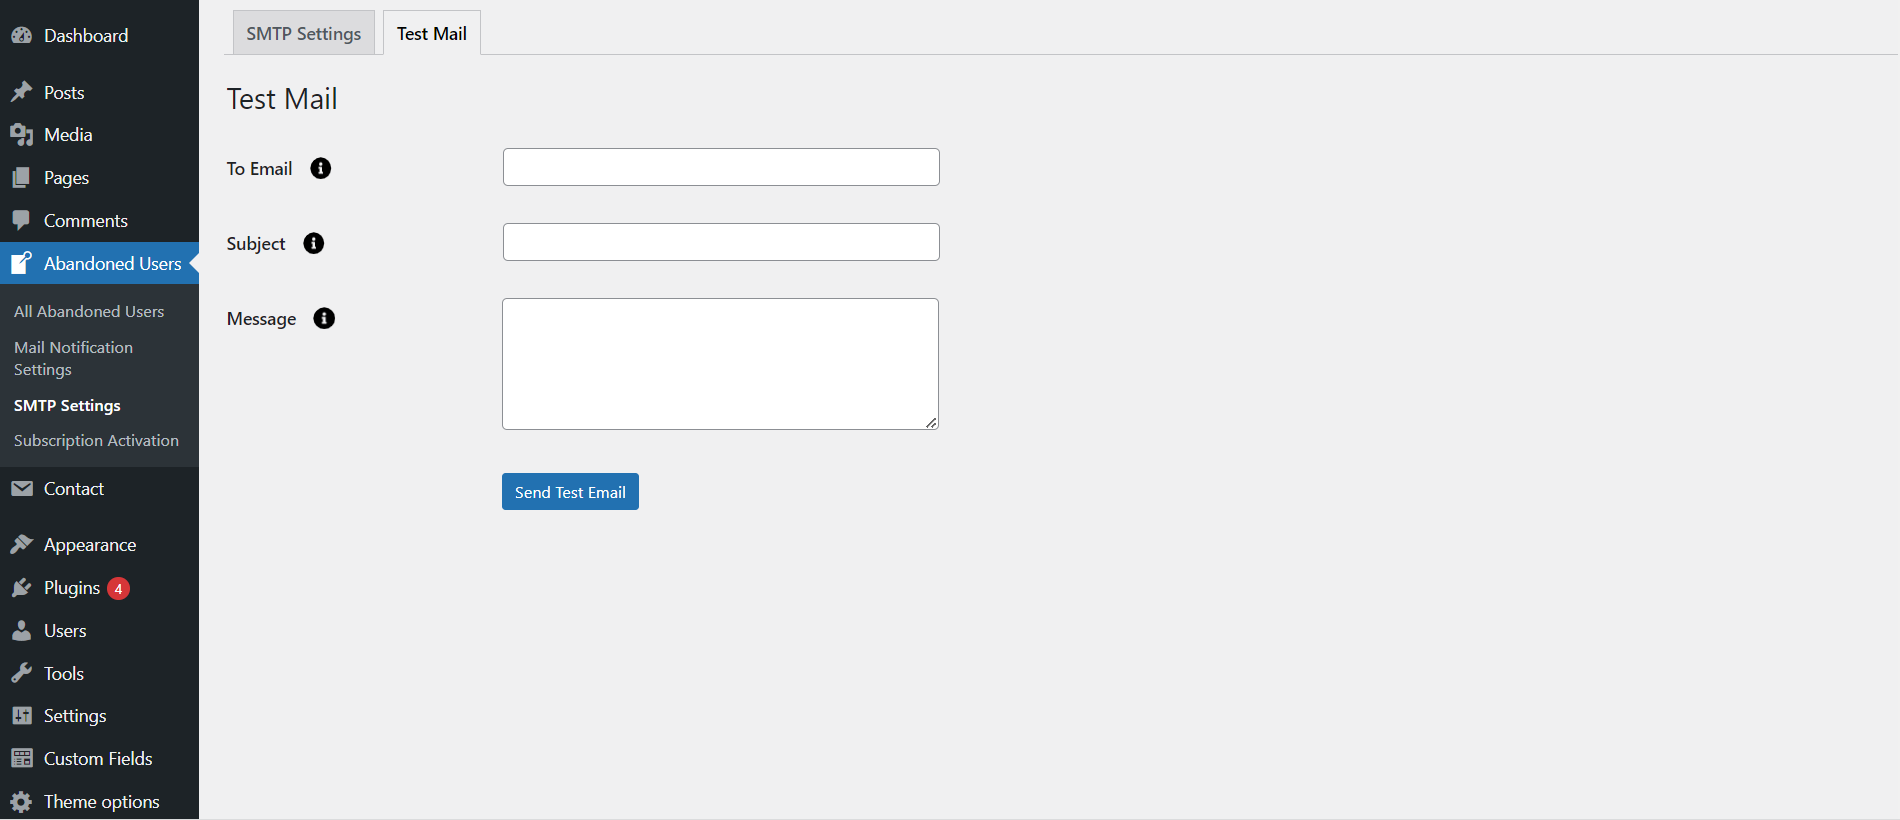 Dashboard
Posts
Media
Pages
Comments
Abandoned Users
All Abandoned Users
Mail Notification
Settings
SMTP Settings
Subscription Activation
Contact
Appearance
Plugins 4
Users
Tools
Settings
Custom Fields
Theme options
SMTP Settings
Test Mail
Test Mail
To Email
Subject
Message
Send Test Email